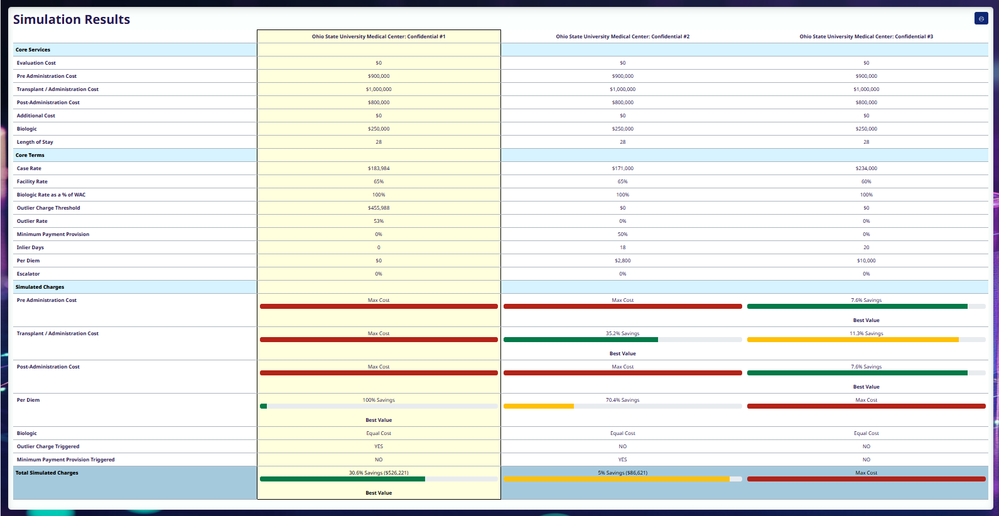 Simulation Results
Ohio State University Medical Center: Confidential #1 Ohio State University Medical Center: Confidential #2 Ohio State University Medical Center: Confidential #3
Core Services
Evaluation Cost $0 $0 $0
Pre Administration Cost $900,000 $900,000 $900,000
Transplant / Administration Cost $1,000,000 $1,000,000 $1,000,000
Post-Administration Cost $800,000 $800,000 $800,000
Additional Cost $0 $0 $0
Biologic $250,000 $250,000 $250,000
Length of Stay 28 28 28
Core Terms
Case Rate $183,984 $171,000 $234,000
Facility Rate 65% 65% 60%
Biologic Rate as a % of WAC 100% 100% 100%
Outlier Charge Threshold $455,988 $0 $0
Outlier Rate 53% 0% 0%
Minimum Payment Provision 0% 50% 0%
Inlier Days 0 18 20
Per Diem $0 $2,800 $10,000
Escalator 0% 0% 0%
Simulated Charges
Pre Administration Cost Max Cost Max Cost 7.6% Savings
Best Value
Transplant / Administration Cost Max Cost 35.2% Savings 11.3% Savings
Best Value
Post-Administration Cost Max Cost Max Cost 7.6% Savings
Best Value
Per Diem 100% Savings 70.4% Savings Max Cost
Best Value
Biologic Equal Cost Equal Cost Equal Cost
Outlier Charge Triggered YES NO NO
Minimum Payment Provision Triggered NO YES NO
Total Simulated Charges 30.6% Savings ($526,221) 5% Savings ($86,621) Max Cost
Best Value